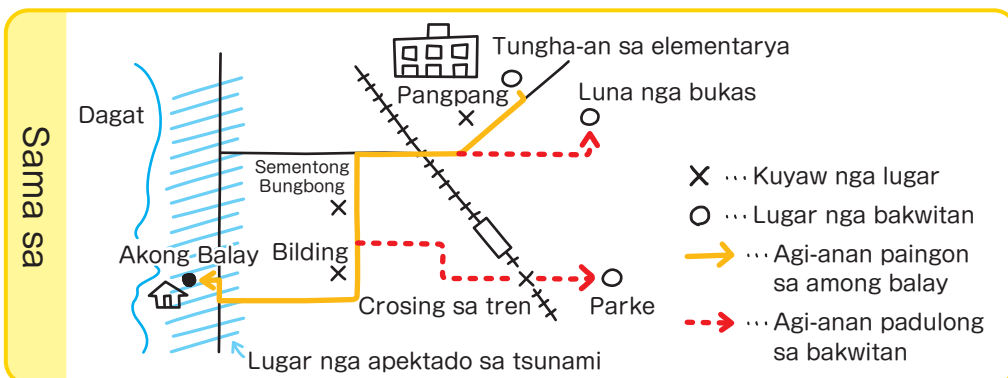 Sama sa
Tungha-an sa elementarya
Pangpang
Luna nga bukas
Dagat
Sementong
Bungbong
Akong Balay
Bilding
Crosing sa tren
Parke
Lugar nga apektado sa tsunami
× ··· Kuyaw nga lugar
○ ··· Lugar nga bakwitan
··· Agi-anan paingon
sa among balay
··· Agi-anan padulong
sa bakwitan